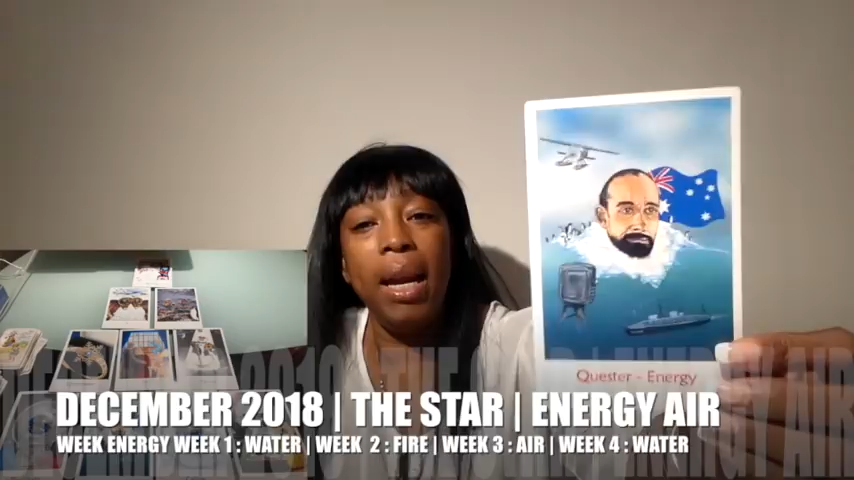 Quester - Energy
DECEMBER 2018 | THE STAR | ENERGY AIR
WEEK ENERGY WEEK 1 : WATER | WEEK 2 : FIRE | WEEK 3 : AIR | WEEK 4 : WATER